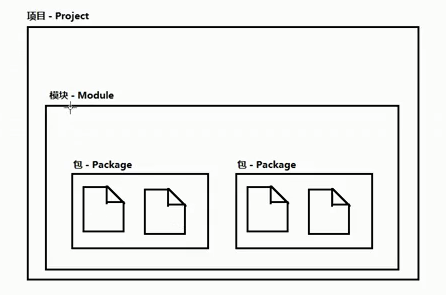 项目 - Project
模块 - Module
包 - Package
包 - Package